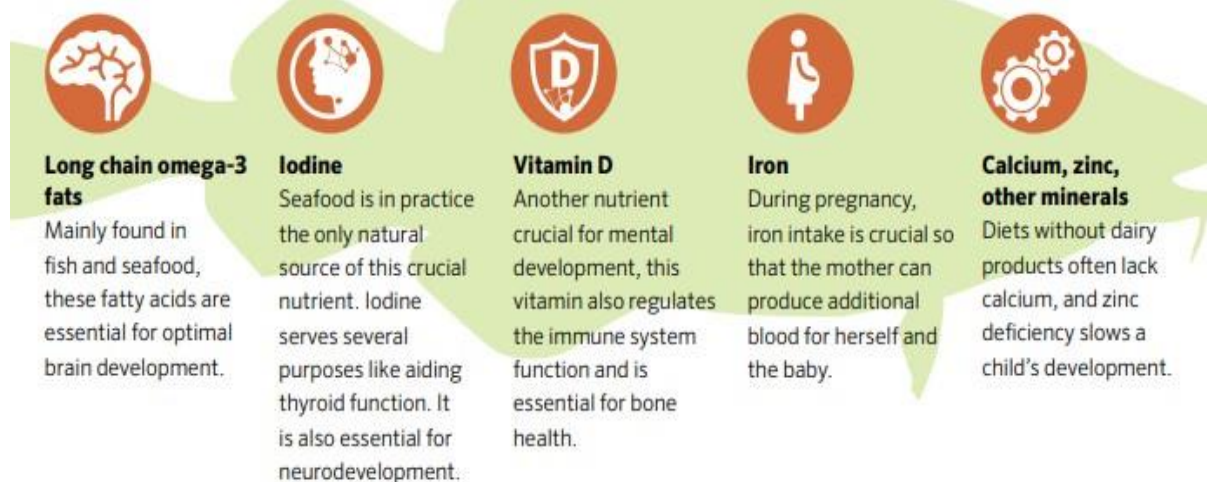 Long chain omega-3
fats
Mainly found in
fish and seafood,
these fatty acids are
essential for optimal
brain development.
Iodine
Seafood is in practice
the only natural
source of this crucial
nutrient. Iodine
serves several
purposes like aiding
thyroid function. It
is also essential for
neurodevelopment.
D
Vitamin D
Another nutrient
crucial for mental
development, this
vitamin also regulates
the immune system
function and is
essential for bone
health.
Iron
During pregnancy,
iron intake is crucial so
that the mother can
produce additional
blood for herself and
the baby.
Calcium, zinc,
other minerals
Diets without dairy
products often lack
calcium, and zinc
deficiency slows a
child's development.